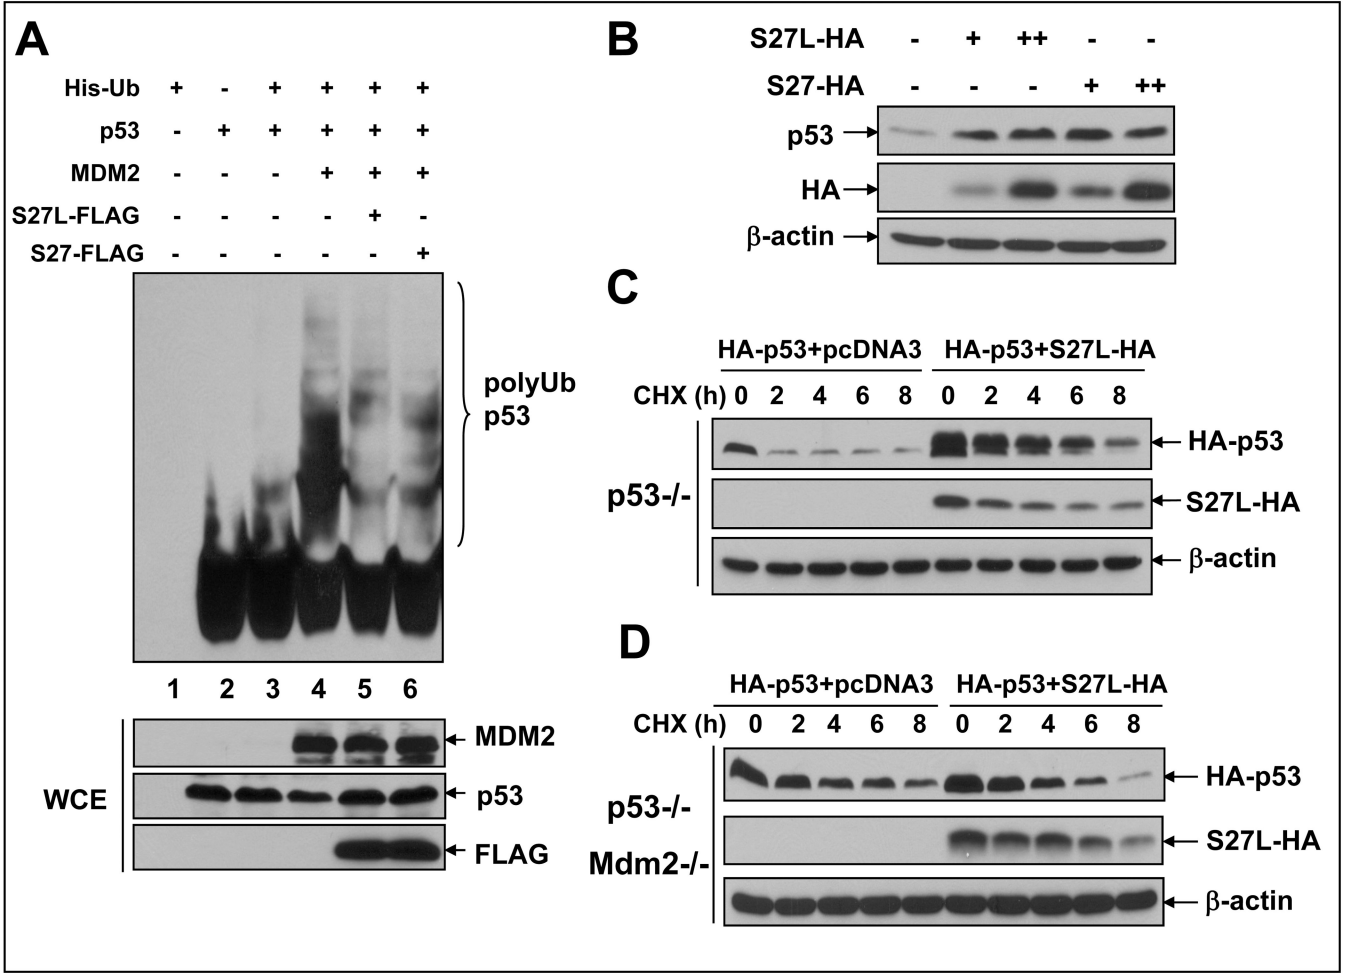 A
His-Ub + - + + + +
p53 - + + + + +
MDM2 - - - + + +
S27L-FLAG - - - - + -
S27-FLAG - - - - - +
polyUb
p53
1 2 3 4 5 6
WCE
MDM2
p53
FLAG
B
S27L-HA - + ++ - -
S27-HA - - - + ++
p53
HA
β-actin
C
HA-p53+pcDNA3 HA-p53+S27L-HA
CHX (h) 0 2 4 6 8 0 2 4 6 8
p53-/-
HA-p53
S27L-HA
β-actin
D
HA-p53+pcDNA3 HA-p53+S27L-HA
CHX (h) 0 2 4 6 8 0 2 4 6 8
p53-/-
Mdm2-/-
HA-p53
S27L-HA
β-actin